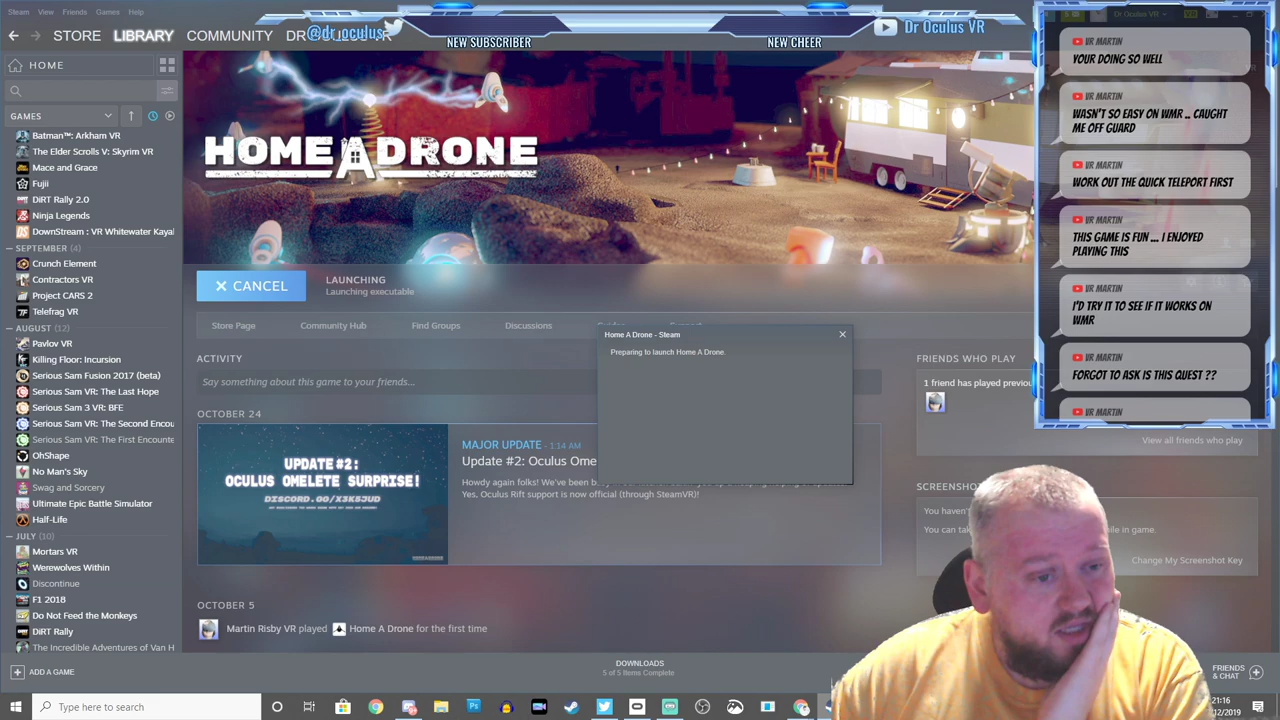 Steam
View
Friends
Games
Help
STORE
LIBRARY
COMMUNITY
@dr oculus
NEW SUBSCRIBER
NEW CHEER
Dr Oculus VR
Dr Oculus VR
HOME
GAMES
Batman™: Arkham VR
The Elder Scrolls V: Skyrim VR
Mace and Grace
Fujii
DiRT Rally 2.0
Ninja Legends
DownStream : VR Whitewater Kaya
SEPTEMBER (4)
Crunch Element
Contractors VR
Project CARS 2
Telefrag VR
AUGUST (12)
Pavlov VR
Killing Floor: Incursion
Serious Sam Fusion 2017 (beta)
Serious Sam VR: The Last Hope
Serious Sam 3 VR: BFE
Serious Sam VR: The Second Encou
Serious Sam VR: The First Encounte
OhShape
No Man's Sky
Swag and Sorcery
Ultimate Epic Battle Simulator
Half-Life
JULY (10)
Mortars VR
Werewolves Within
Discontinue
F1 2018
Do Not Feed the Monkeys
DiRT Rally
The Incredible Adventures of Van H
ADD A GAME
HOME A DRONE
CANCEL
LAUNCHING
Launching executable
Store Page
Community Hub
Find Groups
Discussions
Home A Drone - Steam
Preparing to launch Home A Drone.
ACTIVITY
Say something about this game to your friends...
OCTOBER 24
UPDATE #2:
OCULUS OMELETE SURPRISE!
DISCORD.GG/X3K5JUD
MAJOR UPDATE - 1:14 AM
Update #2: Oculus Ome
Howdy again folks! We've been b
Yes, Oculus Rift support is now official (through SteamVR)!
OCTOBER 5
Martin Risby VR played Home A Drone for the first time
FRIENDS WHO PLAY
1 friend has played previou
View all friends who play
SCREENSHOT
You haven'
You can tak
ile in game.
Change My Screenshot Key
VR MARTIN
YOUR DOING SO WELL
VR MARTIN
WASN'T SO EASY ON WMR .. CAUGHT
ME OFF GUARD
VR MARTIN
WORK OUT THE QUICK TELEPORT FIRST
VR MARTIN
THIS GAME IS FUN ... I ENJOYED
PLAYING THIS
VR MARTIN
I'D TRY IT TO SEE IF IT WORKS ON
WMR
VR MARTIN
FORGOT TO ASK IS THIS QUEST ??
VR MARTIN
DOWNLOADS
5 of 5 Items Complete
FRIENDS
& CHAT
Type here to search
21:16
12/2019